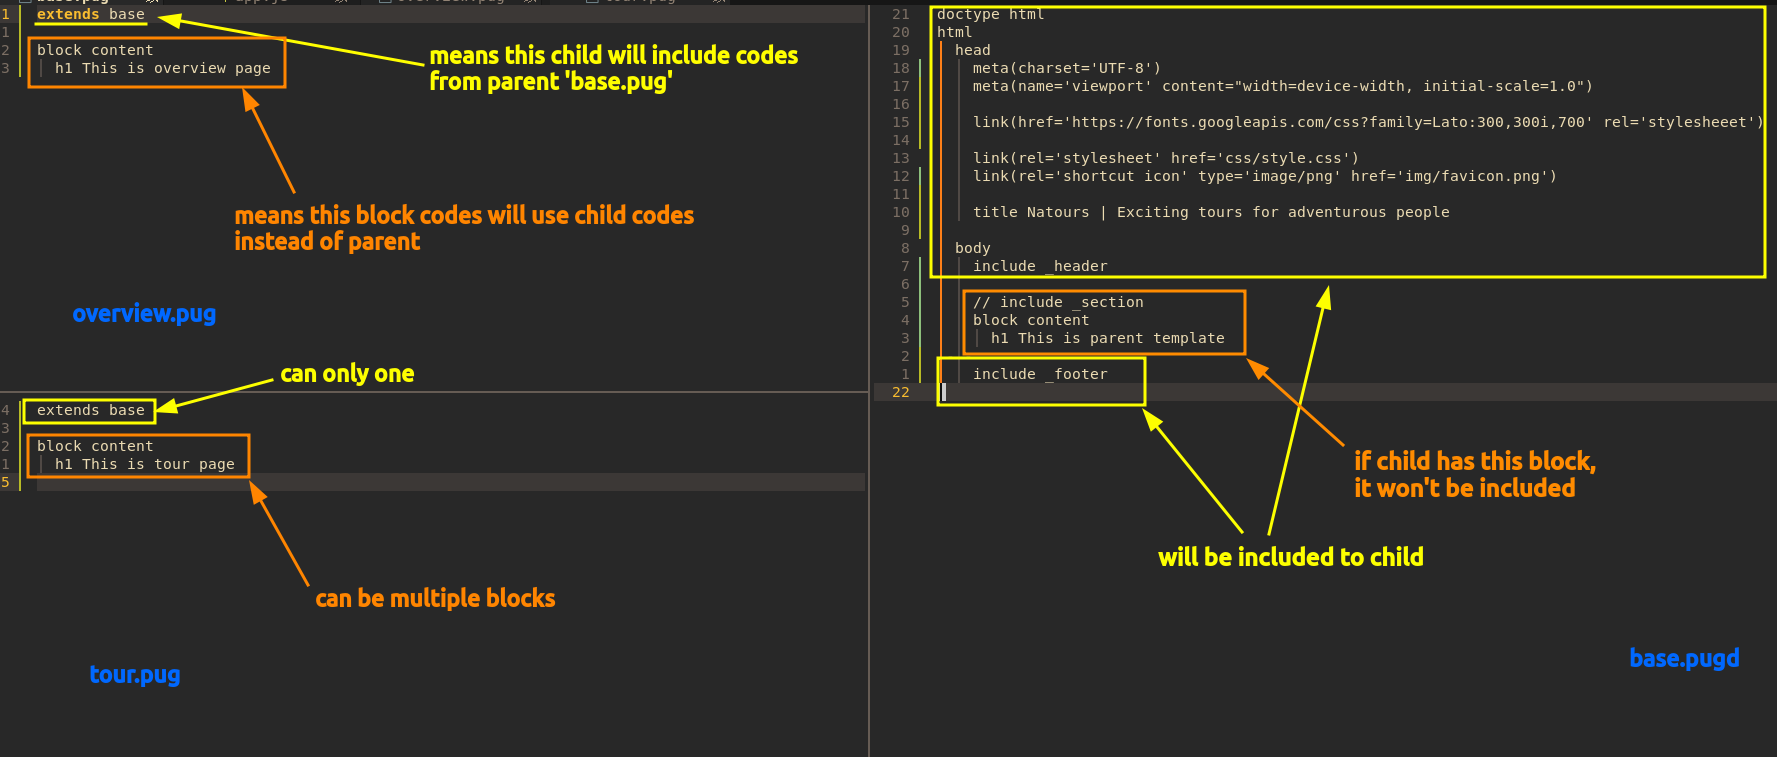 base.pug
1 extends base
1
2 block content
3 h1 This is overview page
means this child will include codes
from parent 'base.pug'
means this block codes will use child codes
instead of parent
overview.pug
can only one
4 extends base
3
2 block content
1 h1 This is tour page
5
can be multiple blocks
tour.pug
21 doctype html
20 html
19 head
18 meta(charset='UTF-8')
17 meta(name='viewport' content="width=device-width, initial-scale=1.0")
16
15 link(href='https://fonts.googleapis.com/css?family=Lato:300,300i,700' rel='stylesheeet')
14
13 link(rel='stylesheet' href='css/style.css')
12 link(rel='shortcut icon' type='image/png' href='img/favicon.png')
11
10 title Natours | Exciting tours for adventurous people
9
8 body
7 include _header
6
5 // include _section
4 block content
3 h1 This is parent template
2
1 include _footer
22
if child has this block,
it won't be included
will be included to child
base.pugd